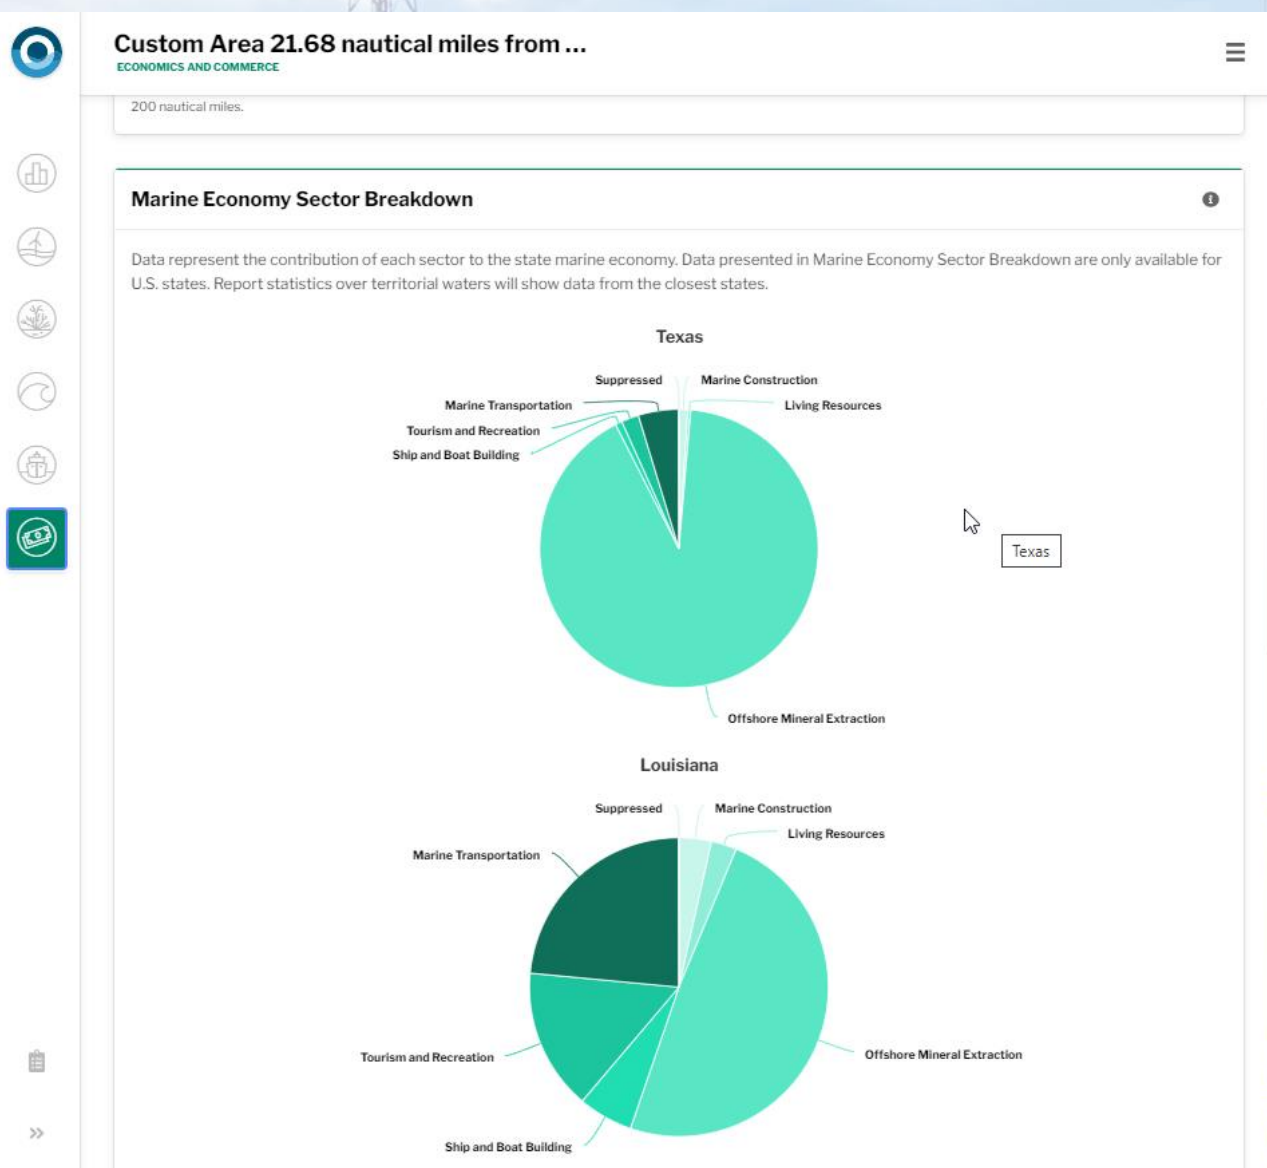 Custom Area 21.68 nautical miles from ...
ECONOMICS AND COMMERCE
200 nautical miles.
Marine Economy Sector Breakdown
Data represent the contribution of each sector to the state marine economy. Data presented in Marine Economy Sector Breakdown are only available for
U.S. states. Report statistics over territorial waters will show data from the closest states.
Texas
Suppressed
Marine Construction
Marine Transportation
Living Resources
Tourism and Recreation
Ship and Boat Building
Texas
Offshore Mineral Extraction
Louisiana
Suppressed
Marine Construction
Living Resources
Marine Transportation
Offshore Mineral Extraction
Tourism and Recreation
Ship and Boat Building